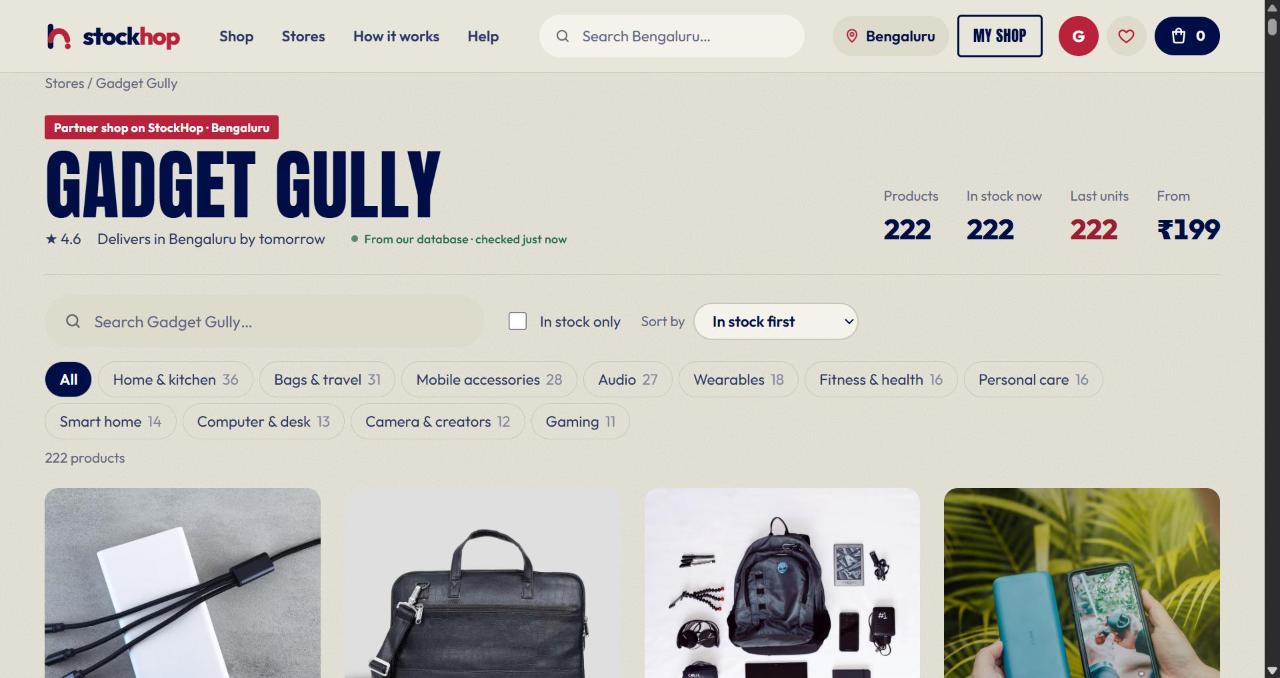 stockhop
Shop
Stores
How it works
Help
Search Bengaluru...
Bengaluru
MY SHOP
G
0
Stores / Gadget Gully
Partner shop on StockHop · Bengaluru
GADGET GULLY
★ 4.6 Delivers in Bengaluru by tomorrow
From our database · checked just now
Products
222
In stock now
222
Last units
222
From
₹199
Search Gadget Gully...
In stock only
Sort by
In stock first
All
Home & kitchen 36
Bags & travel 31
Mobile accessories 28
Audio 27
Wearables 18
Fitness & health 16
Personal care 16
Smart home 14
Computer & desk 13
Camera & creators 12
Gaming 11
222 products